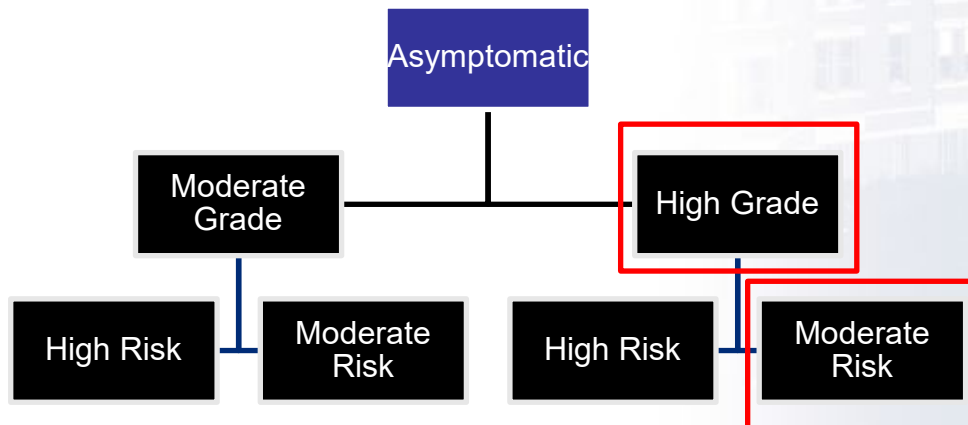 Asymptomatic
Moderate
Grade
High Grade
High Risk
Moderate
Risk
High Risk
Moderate
Risk